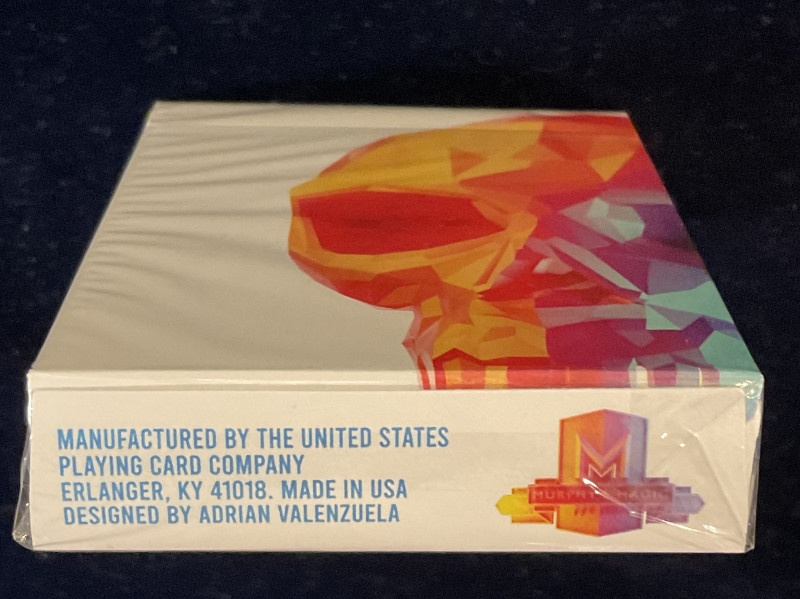 MANUFACTURED BY THE UNITED STATES
PLAYING CARD COMPANY
ERLANGER, KY 41018. MADE IN USA
DESIGNED BY ADRIAN VALENZUELA
M
MURPHY'S MAGIC